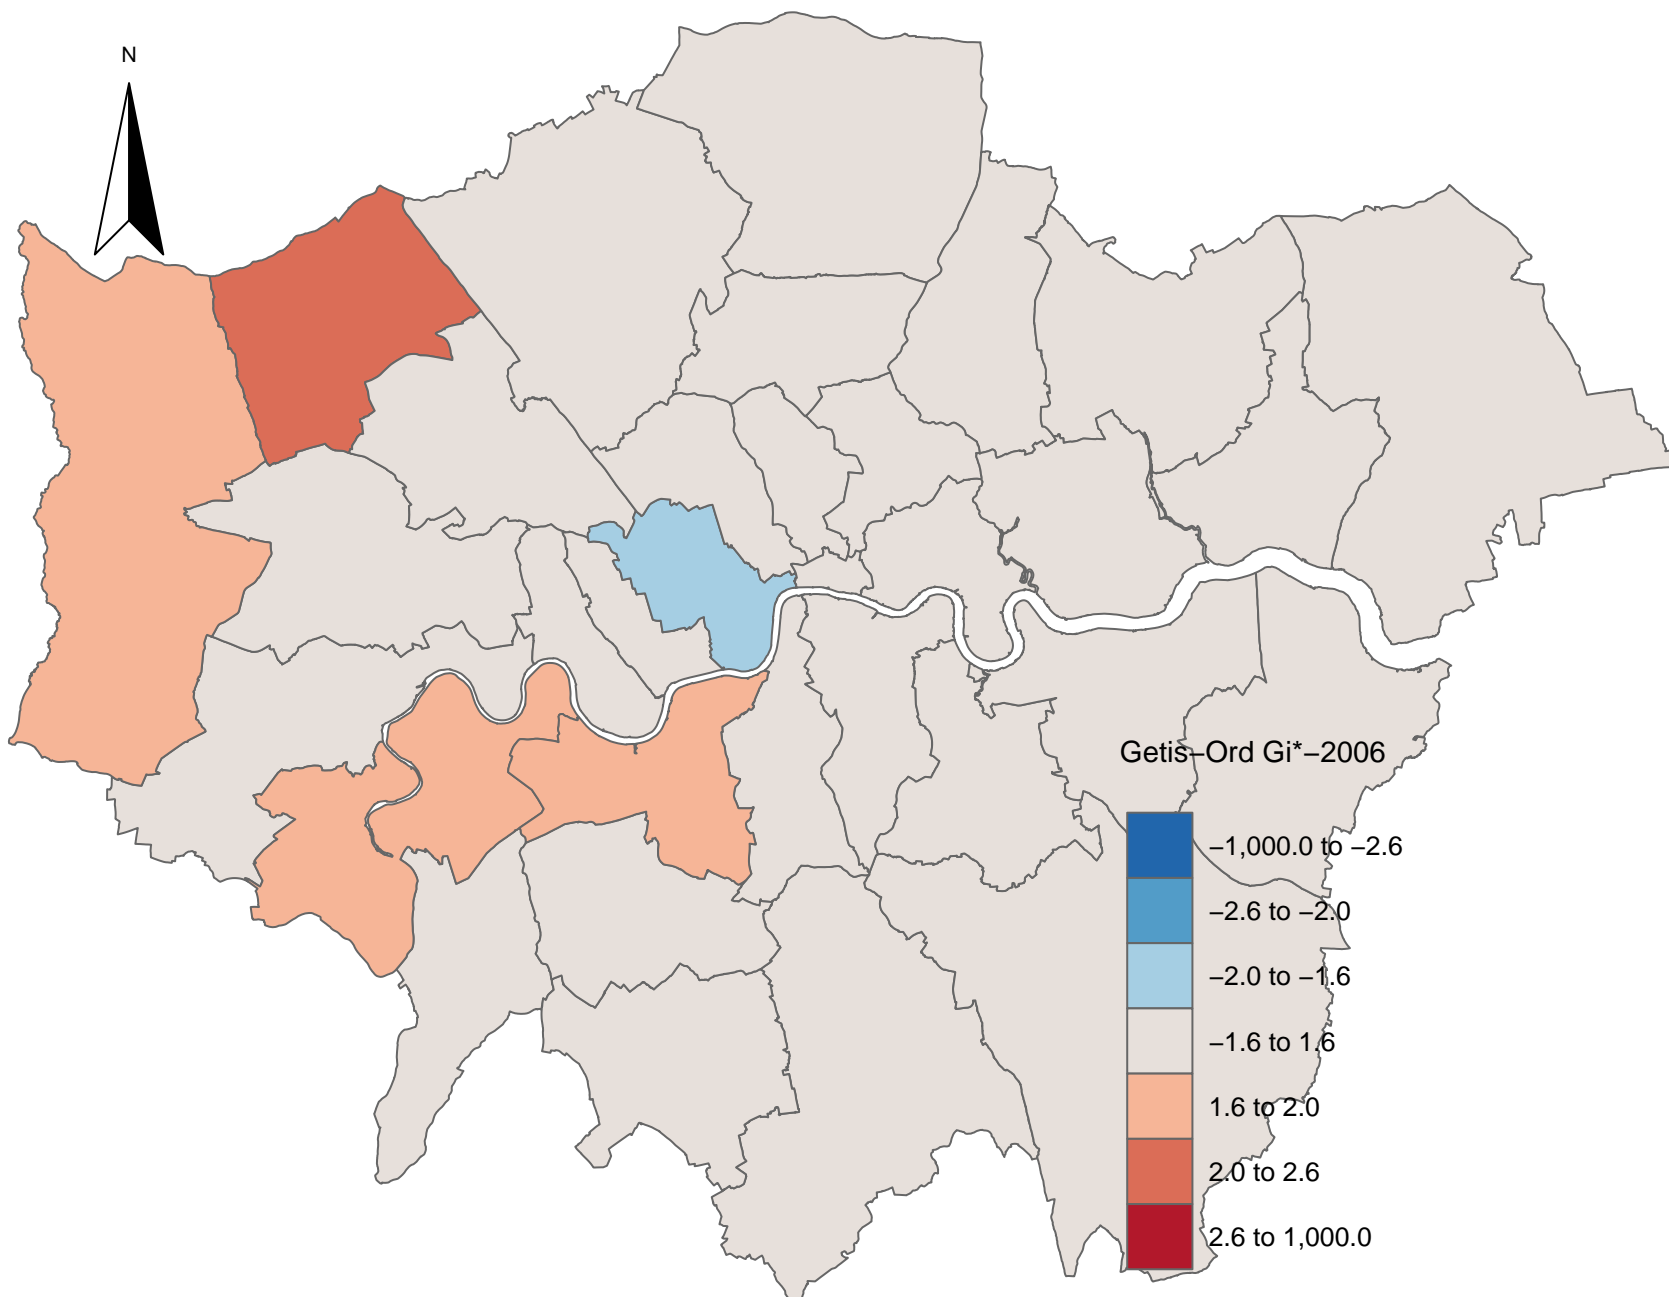 N
Getis–Ord Gi*–2006
–1,000.0 to –2.6
–2.6 to –2.0
–2.0 to –1.6
–1.6 to 1.6
1.6 to 2.0
2.0 to 2.6
2.6 to 1,000.0